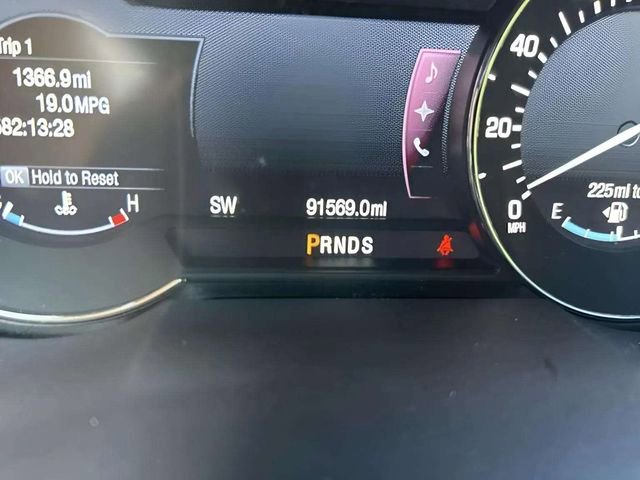 Trip 1
1366.9mi
19.0MPG
582:13:28
OK Hold to Reset
H
SW
91569.0mi
PRNDS
40
20
0
MPH
225mi to
E